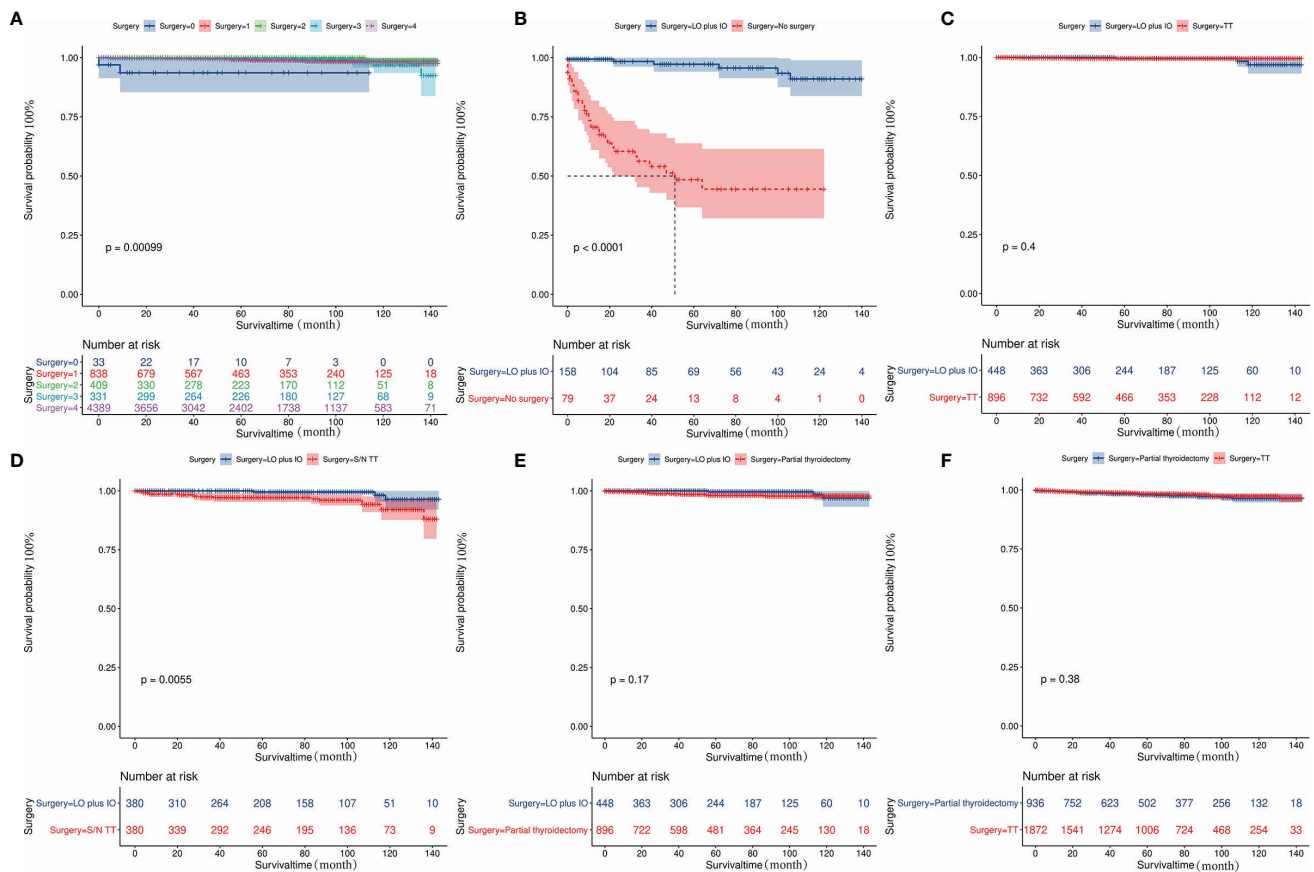 A
Surgery Surgery=0 Surgery=1 Surgery=2 Surgery=3 Surgery=4
Survival probability 100%
1.00
0.75
0.50
0.25
0.00
p = 0.00099
0 20 40 60 80 100 120 140
Survivaltime(month)
Number at risk
Surgery
Surgery=0 33 22 17 10 7 3 0 0
Surgery=1 838 679 567 463 353 240 125 18
Surgery=2 409 330 278 223 170 112 51 8
Surgery=3 331 299 264 226 180 127 68 9
Surgery=4 4389 3656 3042 2402 1738 1137 583 71
0 20 40 60 80 100 120 140
Survivaltime(month)
B
Surgery Surgery=LO plus IO Surgery=No surgery
Survival probability 100%
1.00
0.75
0.50
0.25
0.00
p < 0.0001
0 20 40 60 80 100 120 140
Survivaltime(month)
Number at risk
Surgery
Surgery=LO plus IO 158 104 85 69 56 43 24 4
Surgery=No surgery 79 37 24 13 8 4 1 0
0 20 40 60 80 100 120 140
Survivaltime(month)
C
Surgery Surgery=LO plus IO Surgery=TT
Survival probability 100%
1.00
0.75
0.50
0.25
0.00
p = 0.4
0 20 40 60 80 100 120 140
Survivaltime(month)
Number at risk
Surgery
Surgery=LO plus IO 448 363 306 244 187 125 60 10
Surgery=TT 896 732 592 466 353 228 112 12
0 20 40 60 80 100 120 140
Survivaltime(month)
D
Surgery Surgery=LO plus IO Surgery=S/N TT
Survival probability 100%
1.00
0.75
0.50
0.25
0.00
p = 0.0055
0 20 40 60 80 100 120 140
Survivaltime(month)
Number at risk
Surgery
Surgery=LO plus IO 380 310 264 208 158 107 51 10
Surgery=S/N TT 380 339 292 246 195 136 73 9
0 20 40 60 80 100 120 140
Survivaltime(month)
E
Surgery Surgery=LO plus IO Surgery=Partial thyroidectomy
Survival probability 100%
1.00
0.75
0.50
0.25
0.00
p = 0.17
0 20 40 60 80 100 120 140
Survivaltime(month)
Number at risk
Surgery
Surgery=LO plus IO 448 363 306 244 187 125 60 10
Surgery=Partial thyroidectomy 896 722 598 481 364 245 130 18
0 20 40 60 80 100 120 140
Survivaltime(month)
F
Surgery Surgery=Partial thyroidectomy Surgery=TT
Survival probability 100%
1.00
0.75
0.50
0.25
0.00
p = 0.38
0 20 40 60 80 100 120 140
Survivaltime(month)
Number at risk
Surgery
Surgery=Partial thyroidectomy 936 752 623 502 377 256 132 18
Surgery=TT 1872 1541 1274 1006 724 468 254 33
0 20 40 60 80 100 120 140
Survivaltime(month)